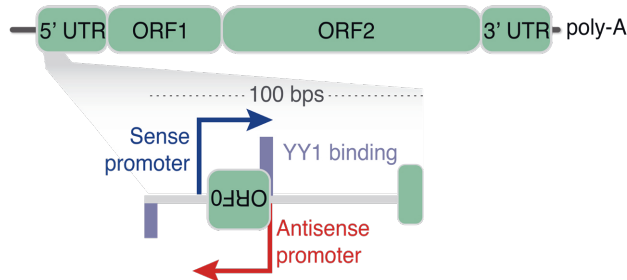 5' UTR ORF1 ORF2 3' UTR poly-A
100 bps
Sense
promoter
YY1 binding
ORF0
Antisense
promoter